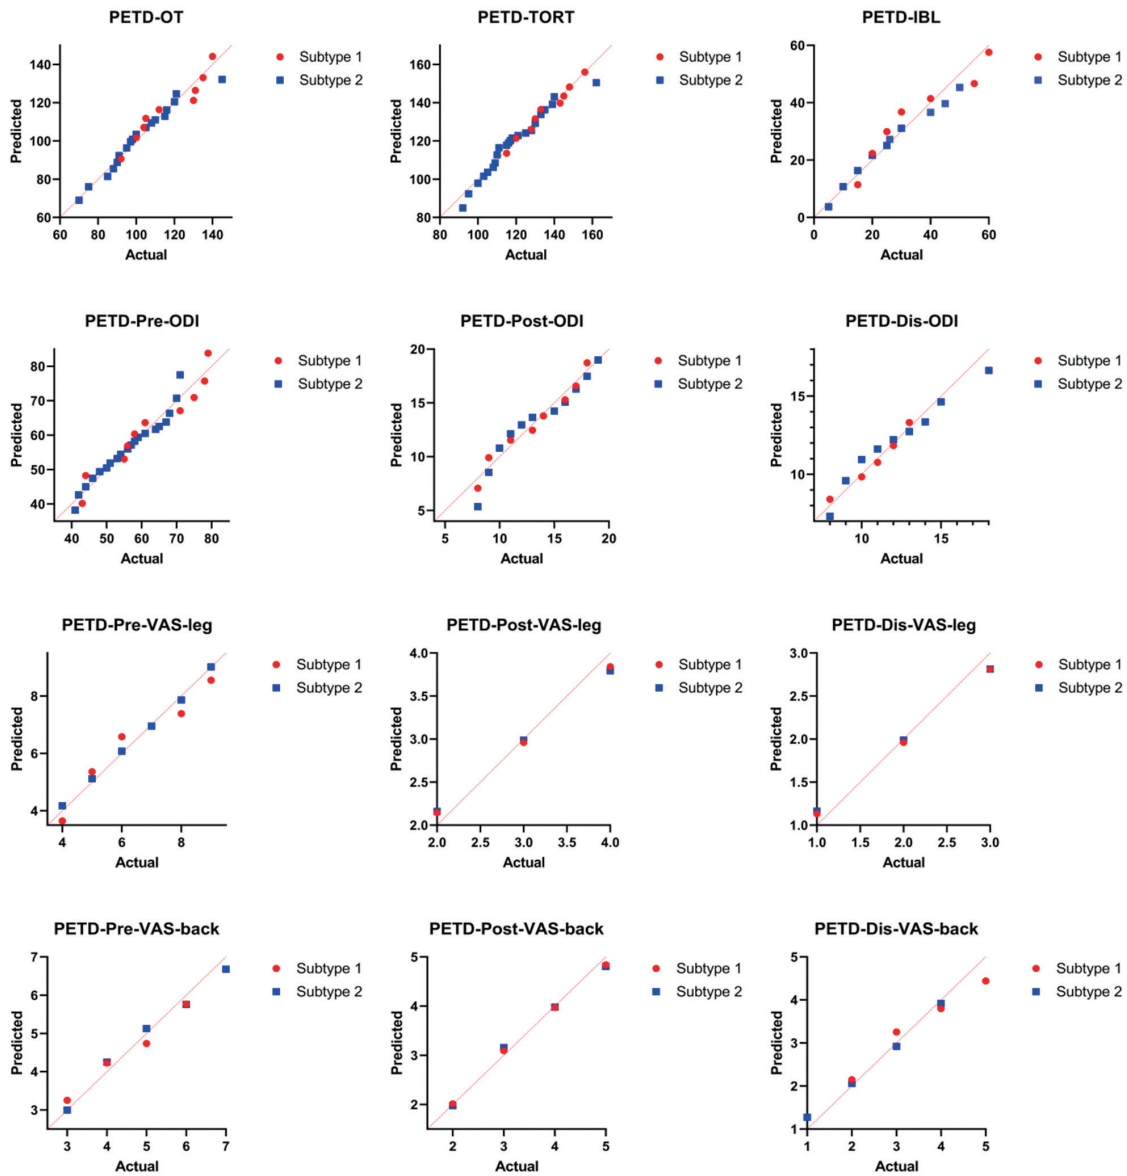 PETD-OT
Predicted
140
120
100
80
60
60 80 100 120 140
Actual
Subtype 1
Subtype 2
PETD-TORT
Predicted
160
140
120
100
80
80 100 120 140 160
Actual
Subtype 1
Subtype 2
PETD-IBL
Predicted
60
40
20
0
0 20 40 60
Actual
Subtype 1
Subtype 2
PETD-Pre-ODI
Predicted
80
70
60
50
40
40 50 60 70 80
Actual
Subtype 1
Subtype 2
PETD-Post-ODI
Predicted
20
15
10
5
5 10 15 20
Actual
Subtype 1
Subtype 2
PETD-Dis-ODI
Predicted
15
10
10 15
Actual
Subtype 1
Subtype 2
PETD-Pre-VAS-leg
Predicted
8
6
4
4 6 8
Actual
Subtype 1
Subtype 2
PETD-Post-VAS-leg
Predicted
4.0
3.5
3.0
2.5
2.0
2.0 2.5 3.0 3.5 4.0
Actual
Subtype 1
Subtype 2
PETD-Dis-VAS-leg
Predicted
3.0
2.5
2.0
1.5
1.0
1.0 1.5 2.0 2.5 3.0
Actual
Subtype 1
Subtype 2
PETD-Pre-VAS-back
Predicted
7
6
5
4
3
3 4 5 6 7
Actual
Subtype 1
Subtype 2
PETD-Post-VAS-back
Predicted
5
4
3
2
2 3 4 5
Actual
Subtype 1
Subtype 2
PETD-Dis-VAS-back
Predicted
5
4
3
2
1
1 2 3 4 5
Actual
Subtype 1
Subtype 2